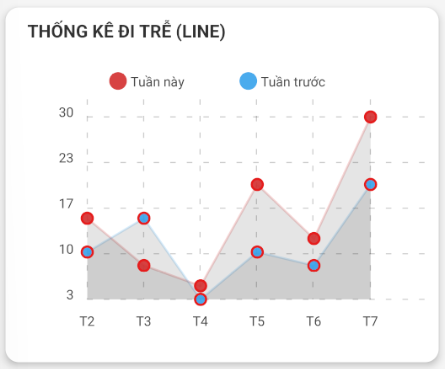 THỐNG KÊ ĐI TRỄ (LINE)
Tuần này Tuần trước
30
23
17
10
3
T2 T3 T4 T5 T6 T7